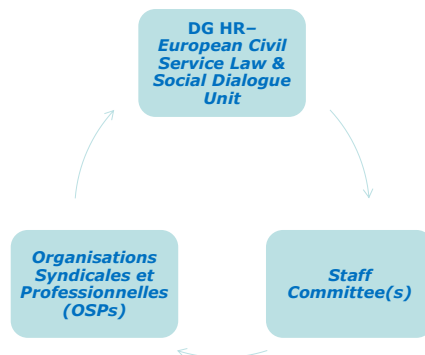 DG HR–
European Civil
Service Law &
Social Dialogue
Unit
Organisations
Syndicales et
Professionnelles
(OSPs)
Staff
Committee(s)